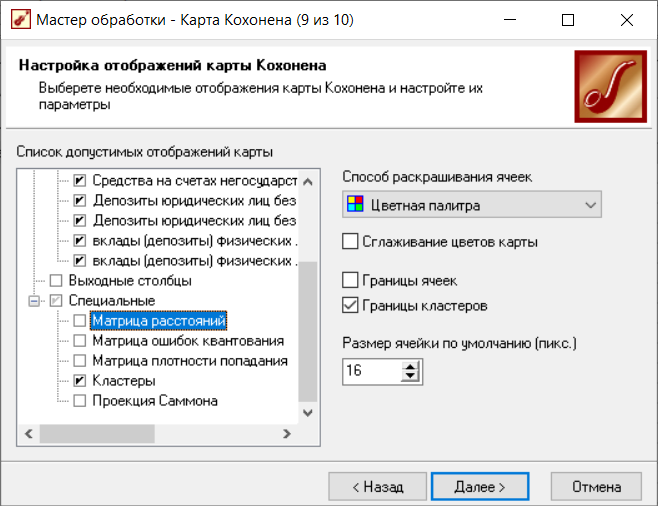 Мастер обработки - Карта Кохонена (9 из 10)
Настройка отображений карты Кохонена
Выберете необходимые отображения карты Кохонена и настройте их
параметры
Список допустимых отображений карты
Средства на счетах негосударст
Депозиты юридических лиц без
Депозиты юридических лиц без
вклады (депозиты) физических .
вклады (депозиты) физических .
Выходные столбцы
Специальные
Матрица расстояний
Матрица ошибок квантования
Матрица плотности попадания
Кластеры
Проекция Саммона
Способ раскрашивания ячеек
Цветная палитра
Сглаживание цветов карты
Границы ячеек
Границы кластеров
Размер ячейки по умолчанию (пикс.)
16
< Назад
Далее >
Отмена